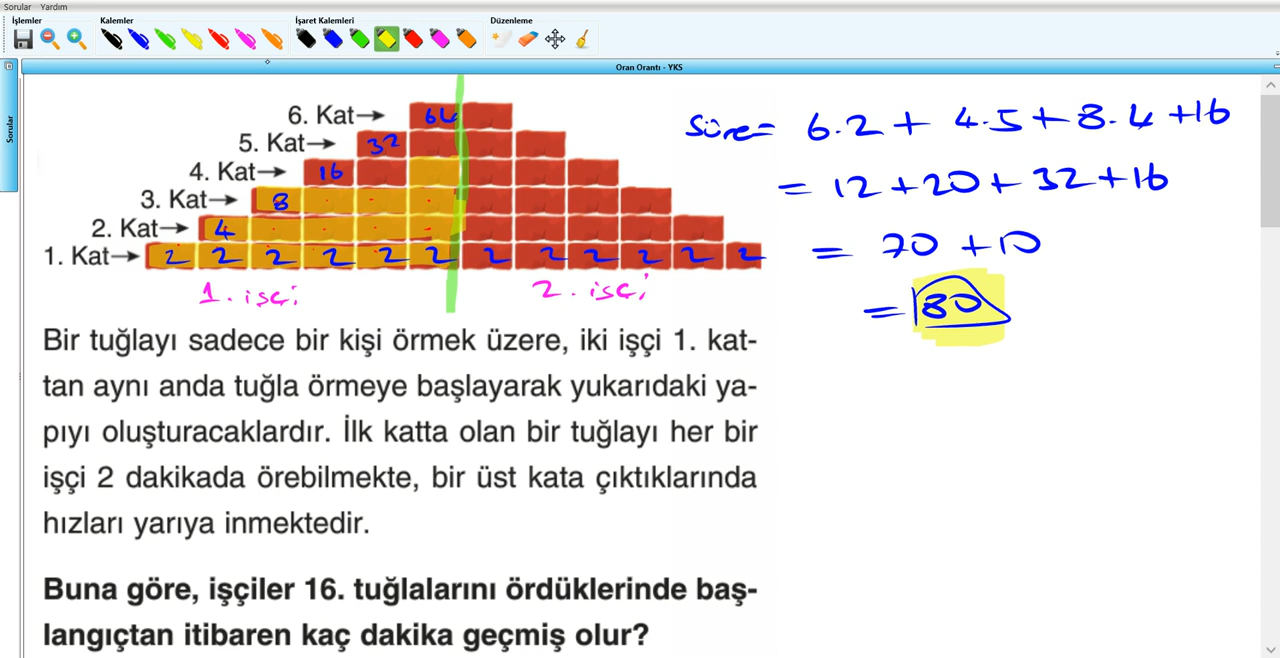 Sorular Yardım
İşlemler Kalemler İşaret Kalemleri Düzenleme
Oran Orantı - YKS
Sorular
6. Kat→ 64
5. Kat→ 32
4. Kat→ 16
3. Kat→ 8
2. Kat→ 4
1. Kat→ 2 2 2 2 2 2 2 2 2 2 2 2
1. işçi 2. işçi
Süre= 6.2 + 4.5 + 8.4 + 16
= 12 + 20 + 32 + 16
= 70 + 10
= 80
Bir tuğlayı sadece bir kişi örmek üzere, iki işçi 1. kat-
tan aynı anda tuğla örmeye başlayarak yukarıdaki ya-
pıyı oluşturacaklardır. İlk katta olan bir tuğlayı her bir
işçi 2 dakikada örebilmekte, bir üst kata çıktıklarında
hızları yarıya inmektedir.
Buna göre, işçiler 16. tuğlalarını ördüklerinde baş-
langıçtan itibaren kaç dakika geçmiş olur?